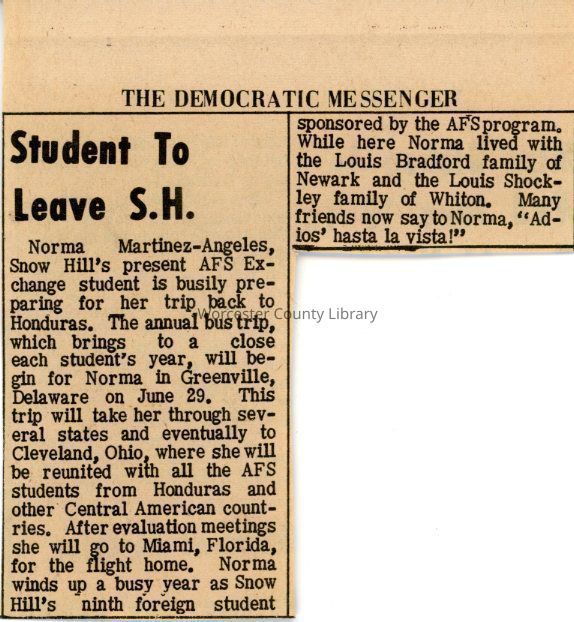 THE DEMOCRATIC MESSENGER
Student To
Leave S.H.
Norma Martinez-Angeles,
Snow Hill's present AFS Ex-
change student is busily pre-
paring for her trip back to
Honduras. The annual bus trip,
which brings to a close
each student's year, will be-
gin for Norma in Greenville,
Delaware on June 29. This
trip will take her through sev-
eral states and eventually to
Cleveland, Ohio, where she will
be reunited with all the AFS
students from Honduras and
other Central American count-
ries. After evaluation meetings
she will go to Miami, Florida,
for the flight home. Norma
winds up a busy year as Snow
Hill's ninth foreign student
sponsored by the AFS program.
While here Norma lived with
the Louis Bradford family of
Newark and the Louis Shock-
ley family of Whiton. Many
friends now say to Norma, "Ad-
ios' hasta la vista!"
Worcester County Library